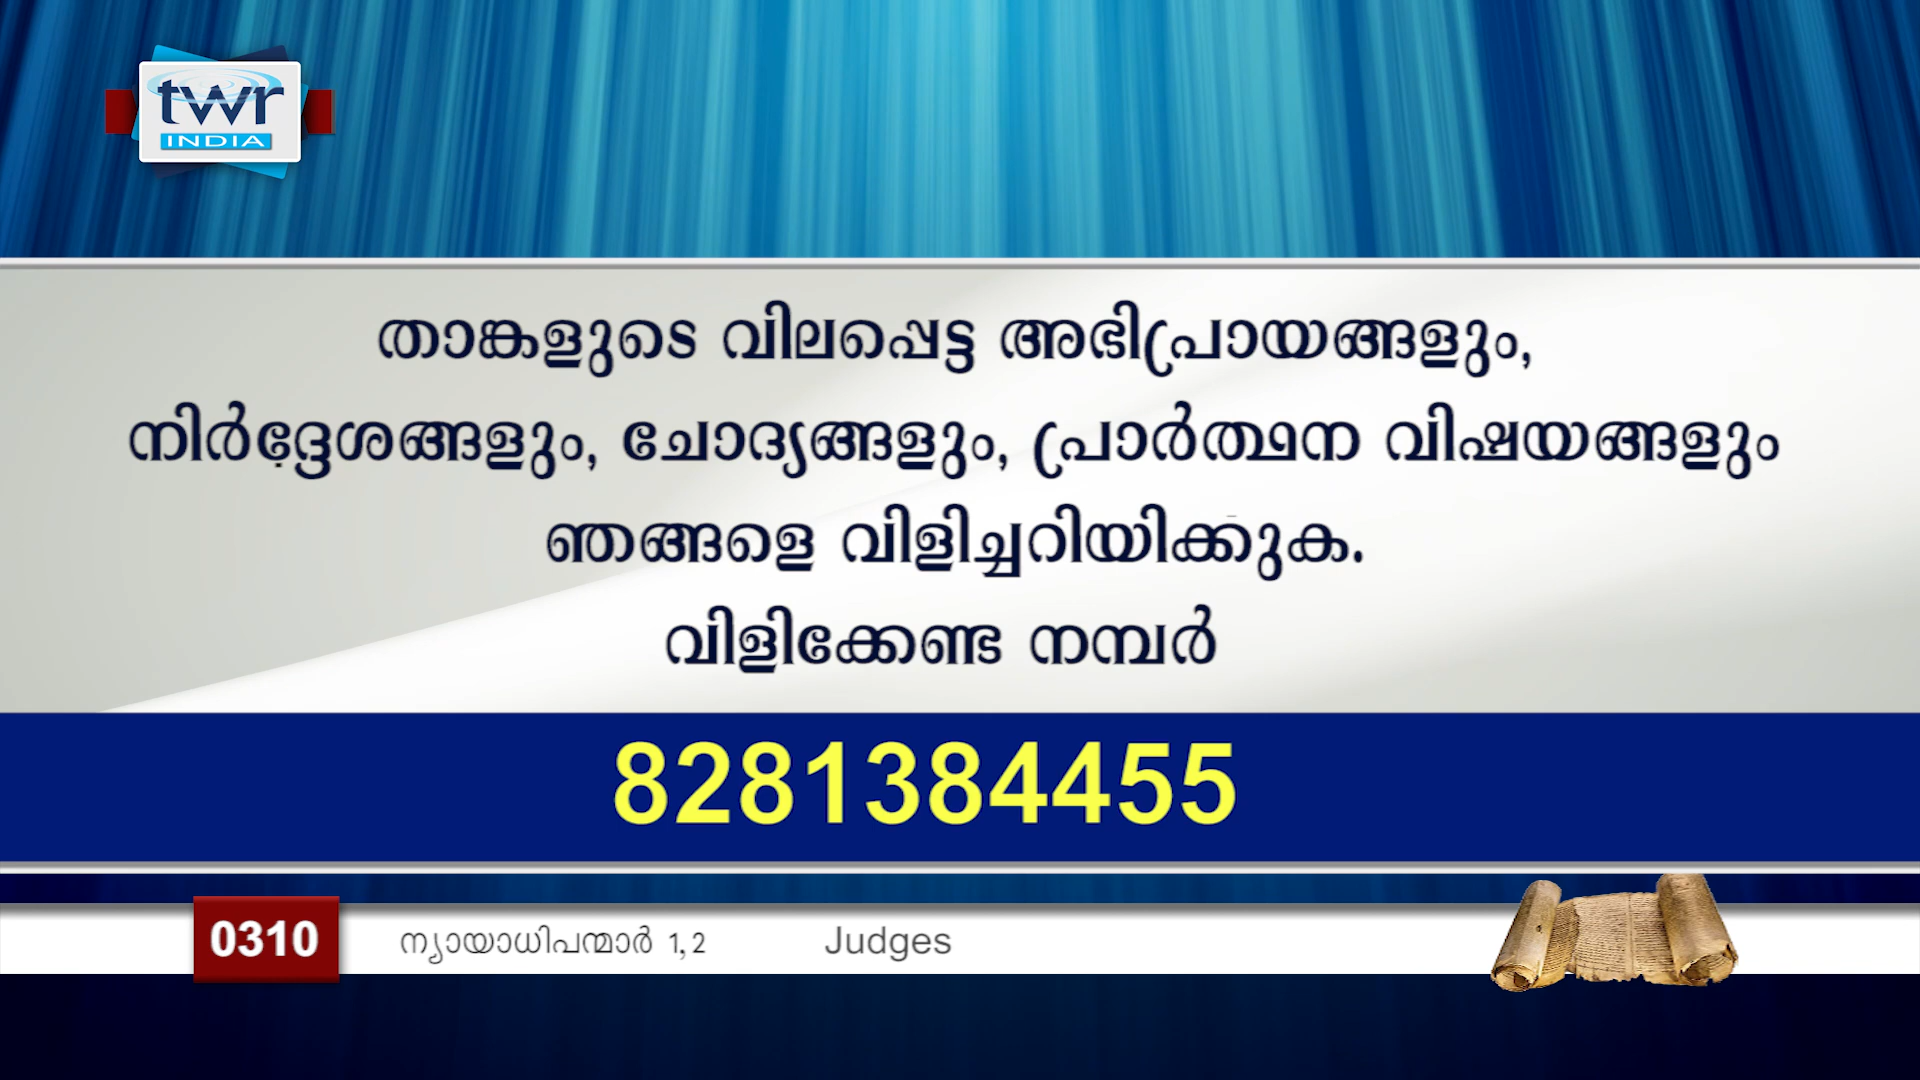 twr
INDIA
താങ്കളുടെ വിലപ്പെട്ട അഭിപ്രായങ്ങളും,
നിർദ്ദേശങ്ങളും, ചോദ്യങ്ങളും, പ്രാർത്ഥന വിഷയങ്ങളും
ഞങ്ങളെ വിളിച്ചറിയിക്കുക.
വിളിക്കേണ്ട നമ്പർ
8281384455
0310 ന്യായാധിപന്മാർ 1,2 Judges